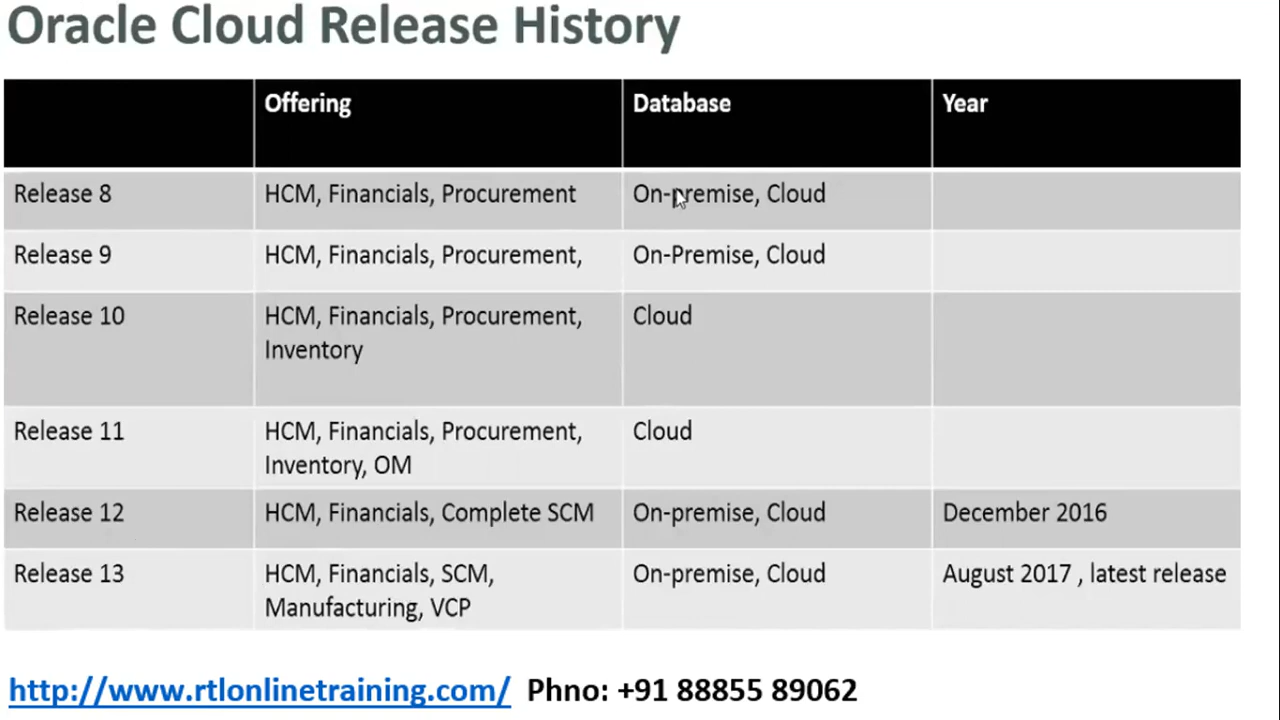 Oracle Cloud Release History
Offering Database Year
Release 8 HCM, Financials, Procurement On-premise, Cloud
Release 9 HCM, Financials, Procurement, On-Premise, Cloud
Release 10 HCM, Financials, Procurement, Cloud
Inventory
Release 11 HCM, Financials, Procurement, Cloud
Inventory, OM
Release 12 HCM, Financials, Complete SCM On-premise, Cloud December 2016
Release 13 HCM, Financials, SCM, On-premise, Cloud August 2017 , latest release
Manufacturing, VCP
http://www.rtlonlinetraining.com/ Phno: +91 88855 89062